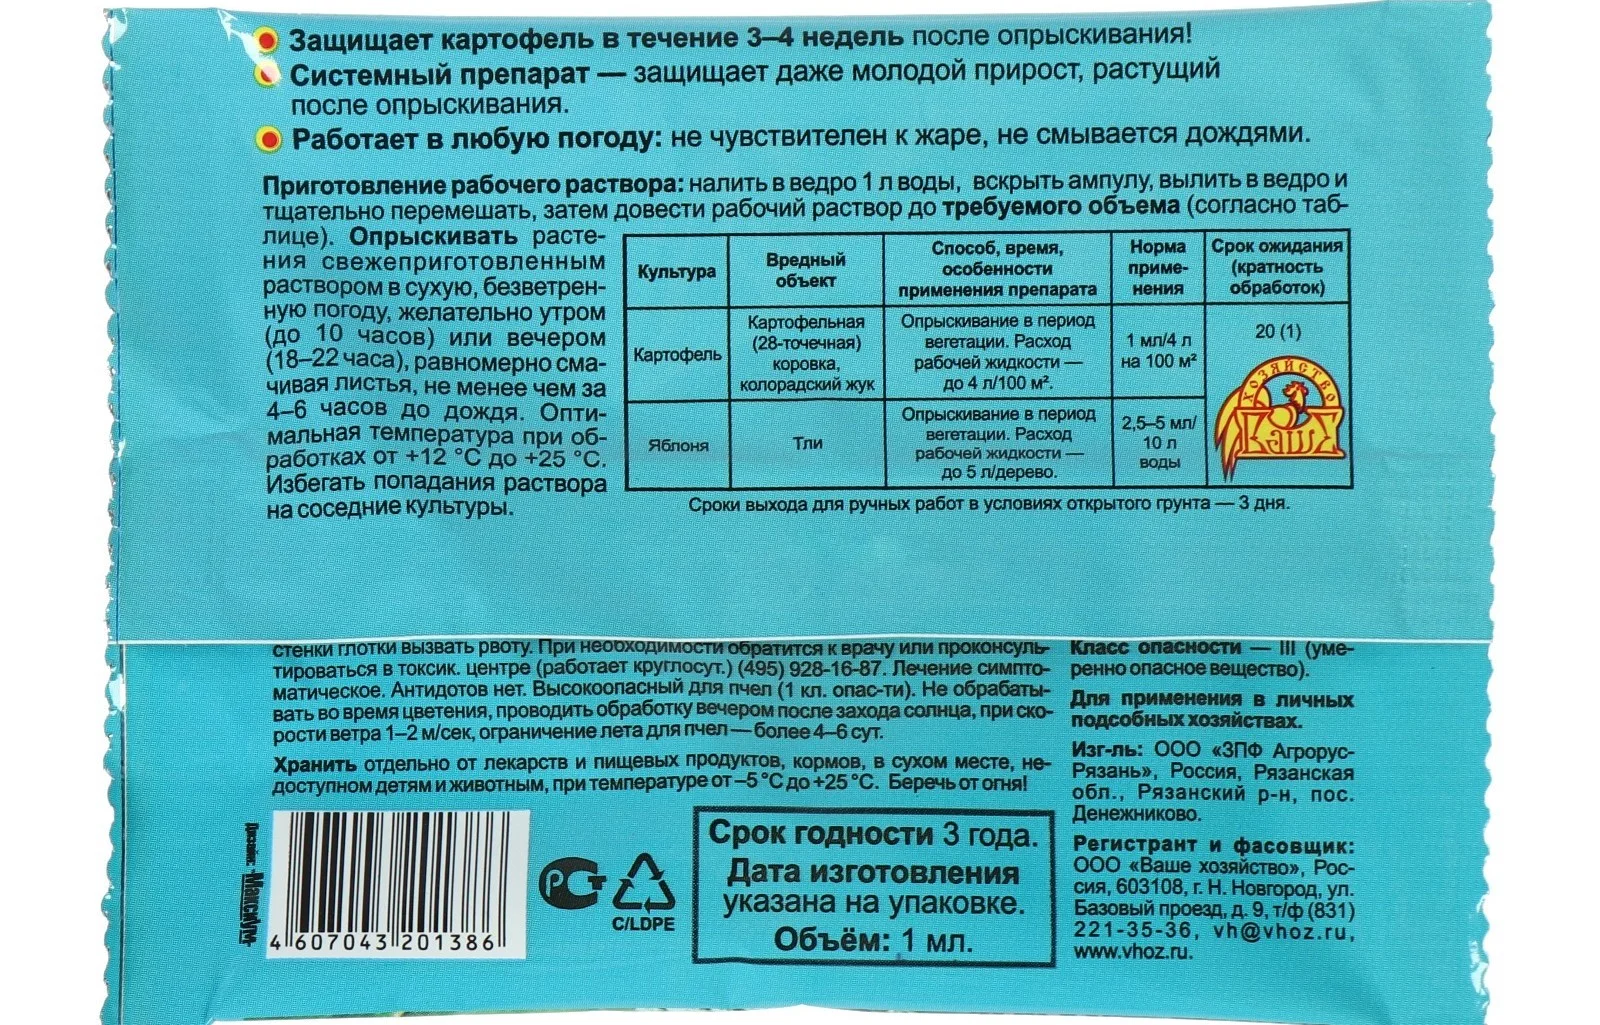 Защищает картофель в течение 3–4 недель после опрыскивания!
Системный препарат — защищает даже молодой прирост, растущий
после опрыскивания.
Работает в любую погоду: не чувствителен к жаре, не смывается дождями.
Приготовление рабочего раствора: налить в ведро 1 л воды, вскрыть ампулу, вылить в ведро и
тщательно перемешать, затем довести рабочий раствор до требуемого объема (согласно таб-
лице). Опрыскивать расте-
ния свежеприготовленным
раствором в сухую, безветрен-
ную погоду, желательно утром
(до 10 часов) или вечером
(18–22 часа), равномерно сма-
чивая листья, не менее чем за
4–6 часов до дождя. Опти-
мальная температура при об-
работках от +12 °С до +25 °С.
Избегать попадания раствора
на соседние культуры.
Культура
Вредный
объект
Способ, время,
особенности
применения препарата
Норма
приме-
нения
Срок ожидания
(кратность
обработок)
Картофель
Картофельная
(28-точечная)
коровка,
колорадский жук
Опрыскивание в период
вегетации. Расход
рабочей жидкости —
до 4 л/100 м².
1 мл/4 л
на 100 м²
20 (1)
Яблоня
Тли
Опрыскивание в период
вегетации. Расход
рабочей жидкости —
до 5 л/дерево.
2,5–5 мл/
10 л
воды
ХОЗЯЙСТВО
ВАШЕ
Сроки выхода для ручных работ в условиях открытого грунта — 3 дня.
стенки глотки вызвать рвоту. При необходимости обратится к врачу или проконсуль-
тироваться в токсик. центре (работает круглосут.) (495) 928-16-87. Лечение симпто-
матическое. Антидотов нет. Высокоопасный для пчел (1 кл. опас-ти). Не обрабаты-
вать во время цветения, проводить обработку вечером после захода солнца, при ско-
рости ветра 1–2 м/сек, ограничение лета для пчел — более 4–6 сут.
Хранить отдельно от лекарств и пищевых продуктов, кормов, в сухом месте, не-
доступном детям и животным, при температуре от –5 °С до +25 °С. Беречь от огня!
Класс опасности — III (уме-
ренно опасное вещество).
Для применения в личных
подсобных хозяйствах.
Изг-ль: ООО «ЗПФ Агрорус-
Рязань», Россия, Рязанская
обл., Рязанский р-н, пос.
Денежниково.
Регистрант и фасовщик:
ООО «Ваше хозяйство», Рос-
сия, 603108, г. Н. Новгород, ул.
Базовый проезд, д. 9, т/ф (831)
221-35-36, vh@vhoz.ru,
www.vhoz.ru.
Дизайн: «Максиум»
4 607043 201386
РСТ
C/LDPE
Срок годности 3 года.
Дата изготовления
указана на упаковке.
Объём: 1 мл.